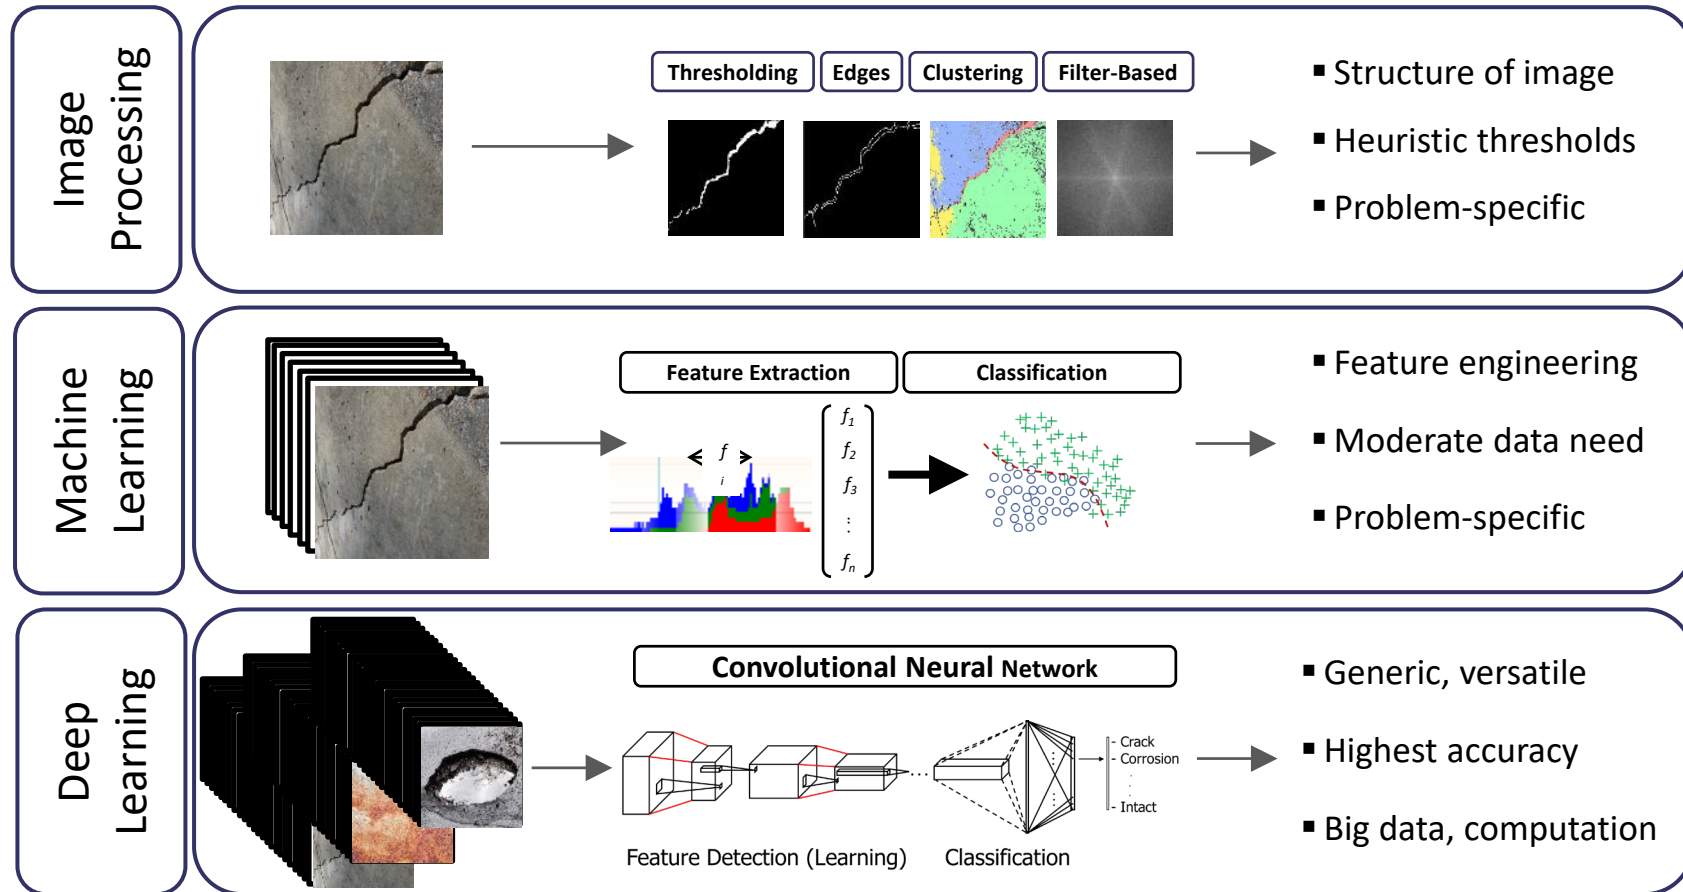 Image
Processing
Thresholding
Edges
Clustering
Filter-Based
▪ Structure of image
▪ Heuristic thresholds
▪ Problem-specific
Machine
Learning
Feature Extraction
Classification
f
i
f1
f2
f3
⋮
fn
▪ Feature engineering
▪ Moderate data need
▪ Problem-specific
Deep
Learning
Convolutional Neural Network
- Crack
- Corrosion
- Intact
Feature Detection (Learning)
Classification
▪ Generic, versatile
▪ Highest accuracy
▪ Big data, computation